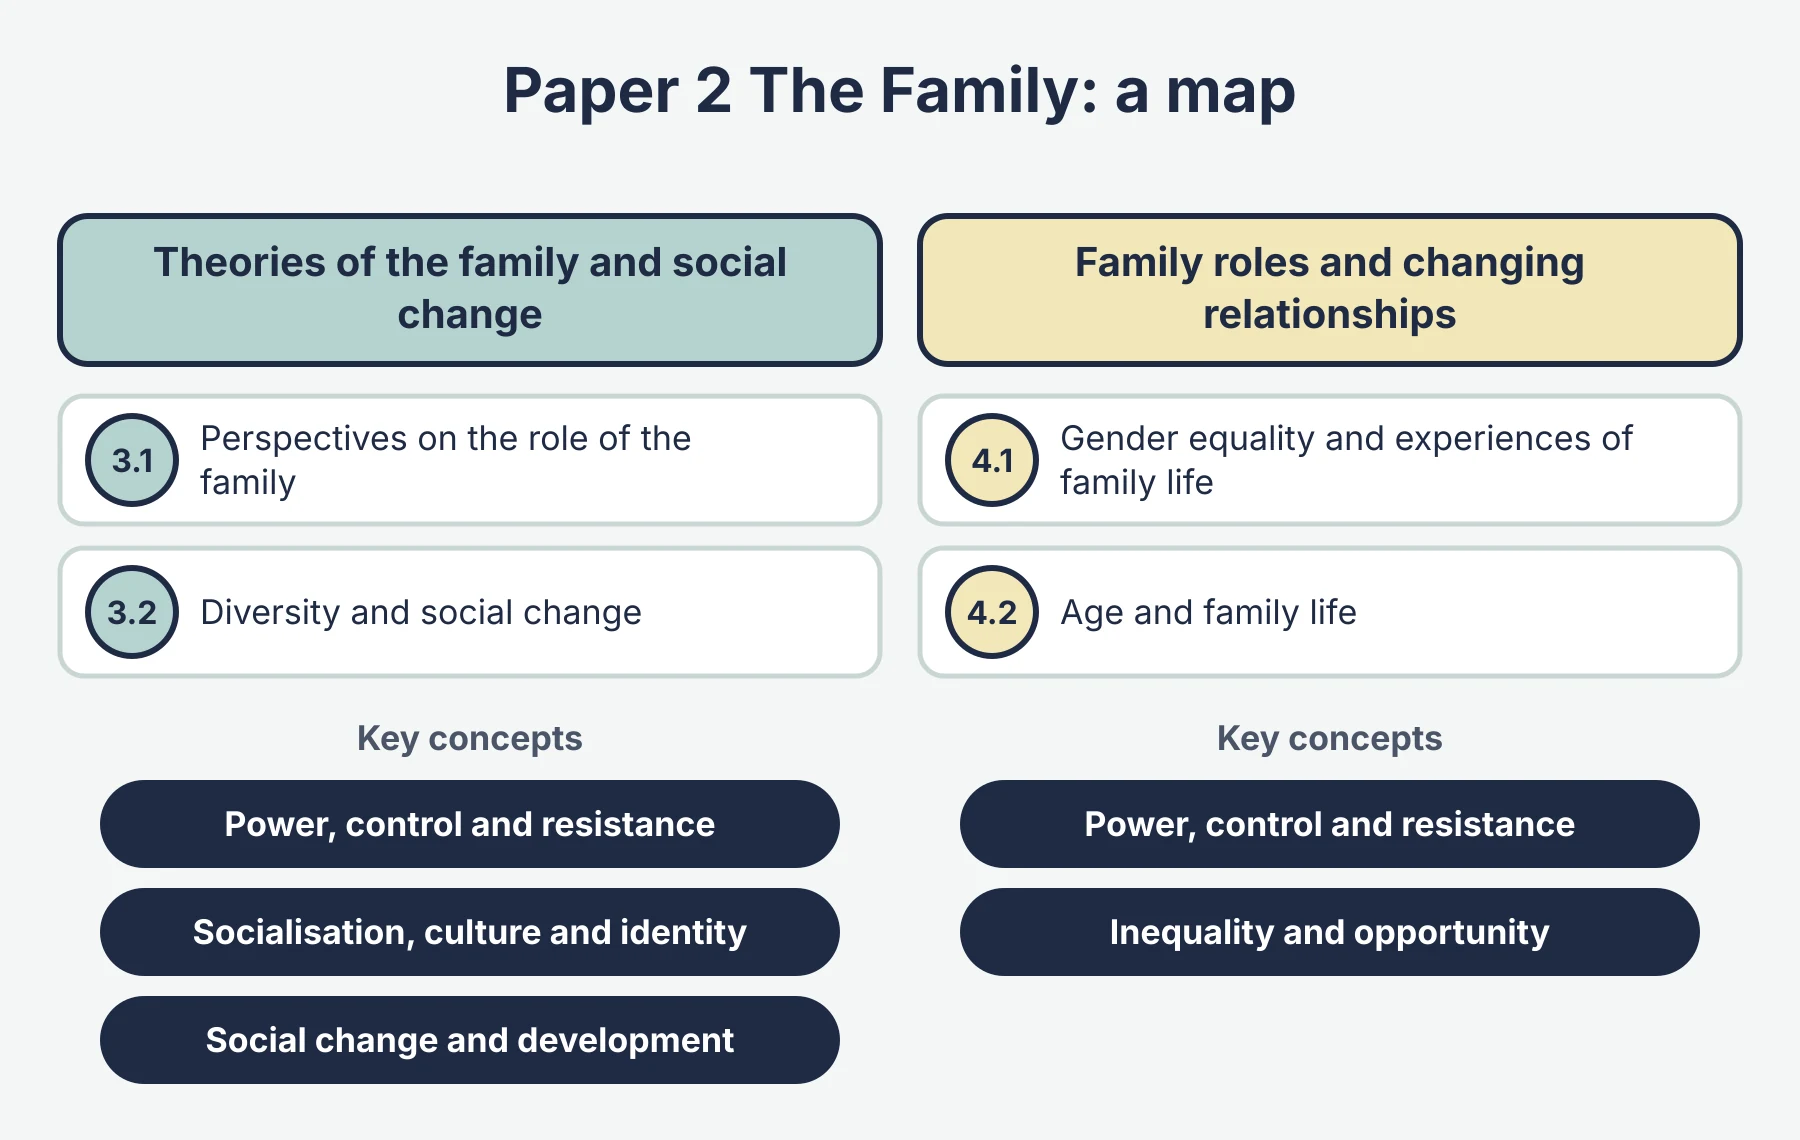 Paper 2 The Family: a map
Theories of the family and social
change
3.1
Perspectives on the role of the
family
3.2
Diversity and social change
Key concepts
Power, control and resistance
Socialisation, culture and identity
Social change and development
Family roles and changing
relationships
4.1
Gender equality and experiences of
family life
4.2
Age and family life
Key concepts
Power, control and resistance
Inequality and opportunity